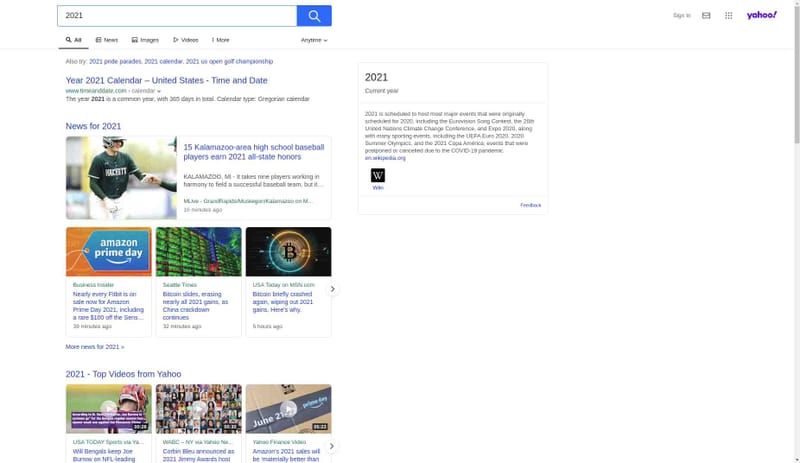 2021
Sign In
yahoo!
All
News
Images
Videos
More
Anytime
Also try: 2021 pride parades, 2021 calendar, 2021 us open golf championship
Year 2021 Calendar – United States - Time and Date
www.timeanddate.com › calendar
The year 2021 is a common year, with 365 days in total. Calendar type: Gregorian calendar
News for 2021
HACKETT
15 Kalamazoo-area high school baseball
players earn 2021 all-state honors
KALAMAZOO, MI - It takes nine players working in
harmony to field a successful baseball team, but it…
MLive - GrandRapids/Muskegon/Kalamazoo on M…
amazon
prime day
Business Insider
Nearly every Fitbit is on
sale now for Amazon
Prime Day 2021, including
a rare $100 off the Sens…
39 minutes ago
Seattle Times
Bitcoin slides, erasing
nearly all 2021 gains, as
China crackdown
continues
32 minutes ago
USA Today on MSN.com
Bitcoin briefly crashed
again, wiping out 2021
gains. Here's why.
5 hours ago
More news for 2021 »
2021 - Top Videos from Yahoo
00:28
USA TODAY Sports via Ya…
Will Bengals keep Joe
Burrow on NFL-leading
WABC – NY via Yahoo Ne…
Corbin Bleu announced as
2021 Jimmy Awards host
June 21
prime day
Yahoo Finance Video
Amazon's 2021 sales will
be 'materially better than
2021
Current year
2021 is scheduled to host most major events that were originally
scheduled for 2020, including the Eurovision Song Contest, the 26th
United Nations Climate Change Conference, and Expo 2020, along
with many sporting events, including the UEFA Euro 2020, 2020
Summer Olympics, and the 2021 Copa América; events that were
postponed or canceled due to the COVID-19 pandemic.
en.wikipedia.org
W
Wiki
Feedback